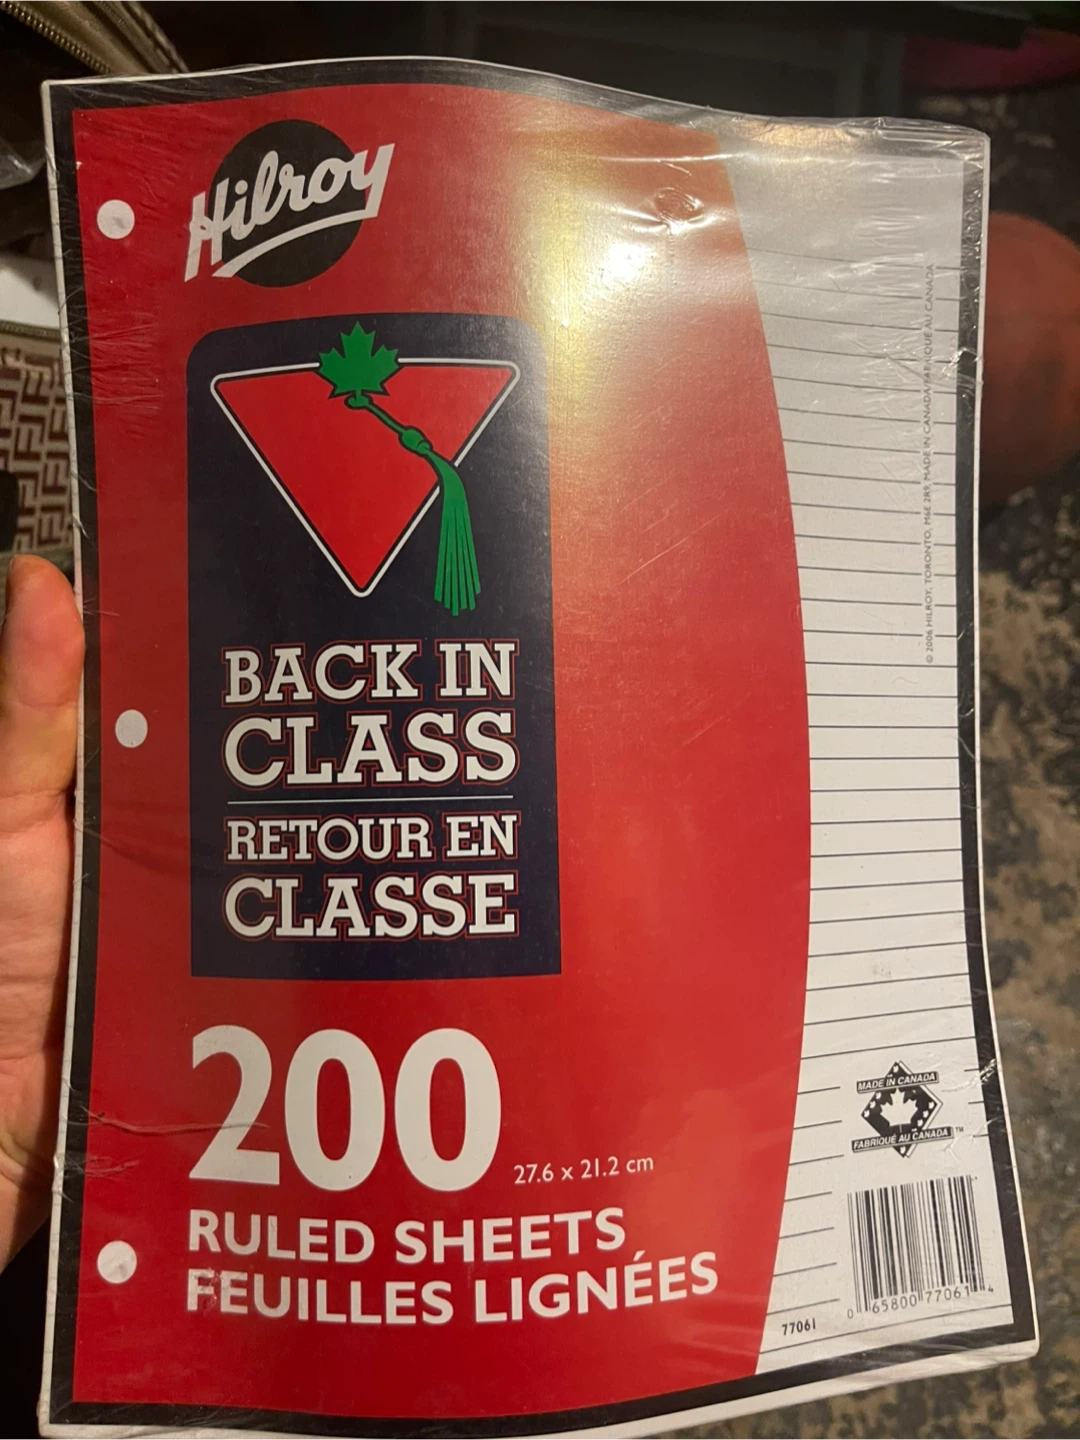 Hilroy
BACK IN
CLASS
RETOUR EN
CLASSE
200
27.6 x 21.2 cm
RULED SHEETS
FEUILLES LIGNÉES
© 2006 HILROY, TORONTO, M6E 2R9, MADE IN CANADA/FABRIQUÉ AU CANADA
MADE IN CANADA
FABRIQUÉ AU CANADA™
0 65800 77061 4
77061